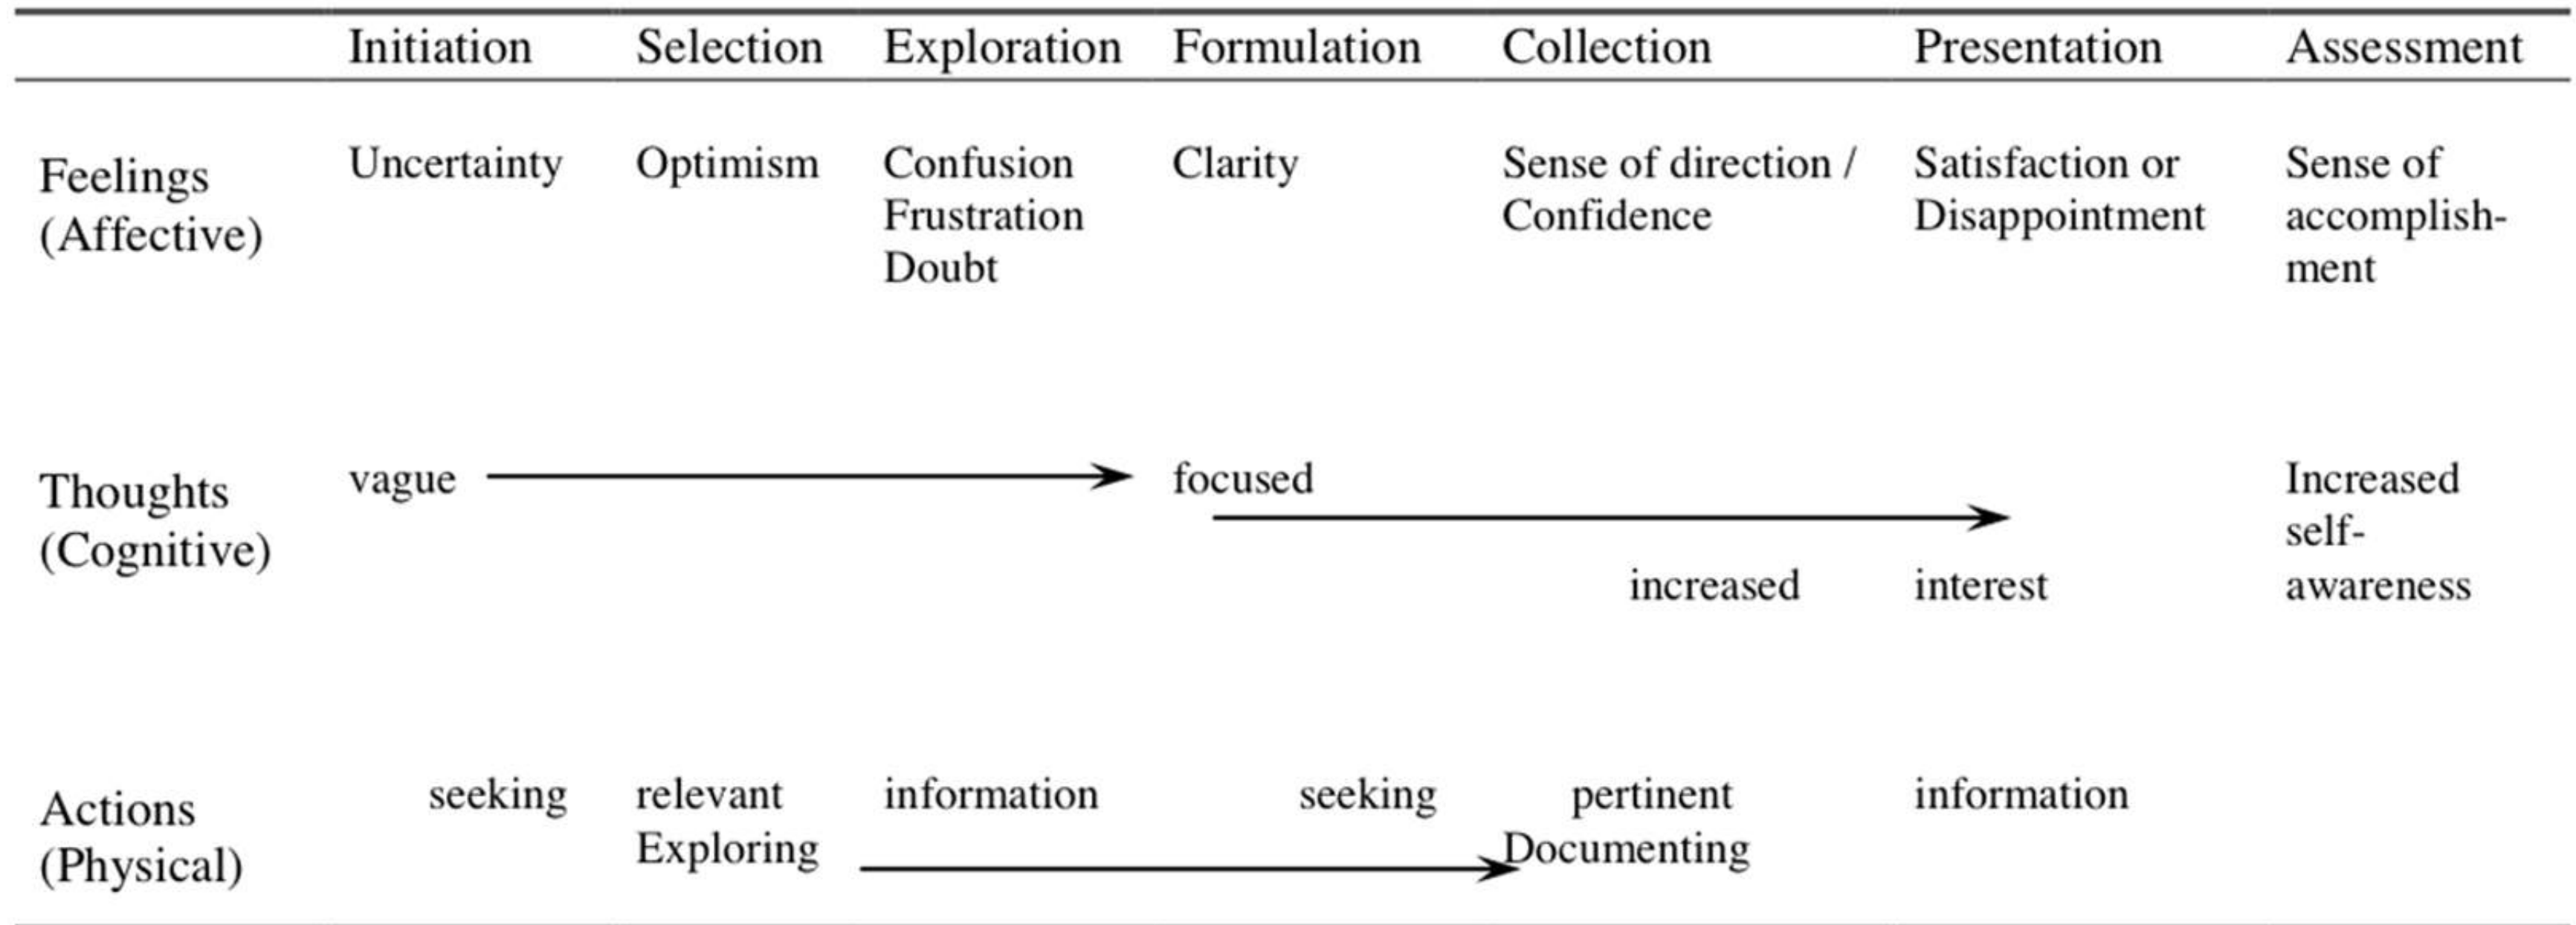 Initiation Selection Exploration Formulation Collection Presentation Assessment
Feelings (Affective) Uncertainty Optimism Confusion Clarity Sense of direction / Satisfaction or Sense of
Frustration Confidence Disappointment accomplish-
Doubt ment
Thoughts (Cognitive) vague focused Increased
self-
increased interest awareness
Actions (Physical) seeking relevant information seeking pertinent information
Exploring Documenting